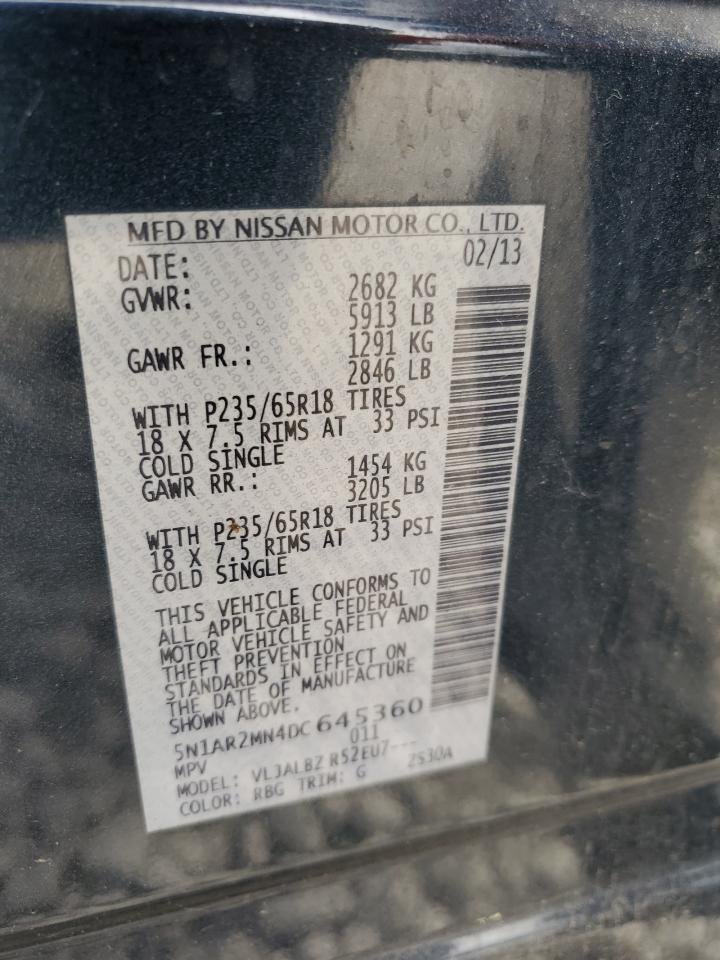 MFD BY NISSAN MOTOR CO., LTD.
DATE: 02/13
GVWR: 2682 KG
5913 LB
GAWR FR.: 1291 KG
2846 LB
WITH P235/65R18 TIRES
18 X 7.5 RIMS AT 33 PSI
COLD SINGLE
GAWR RR.: 1454 KG
3205 LB
WITH P235/65R18 TIRES
18 X 7.5 RIMS AT 33 PSI
COLD SINGLE
THIS VEHICLE CONFORMS TO
ALL APPLICABLE FEDERAL
MOTOR VEHICLE SAFETY AND
THEFT PREVENTION
STANDARDS IN EFFECT ON
THE DATE OF MANUFACTURE
SHOWN ABOVE.
5N1AR2MN4DC645360
MPV 011
MODEL: VLJALBZ R52EU7---
COLOR: RBG TRIM: G 2S30A